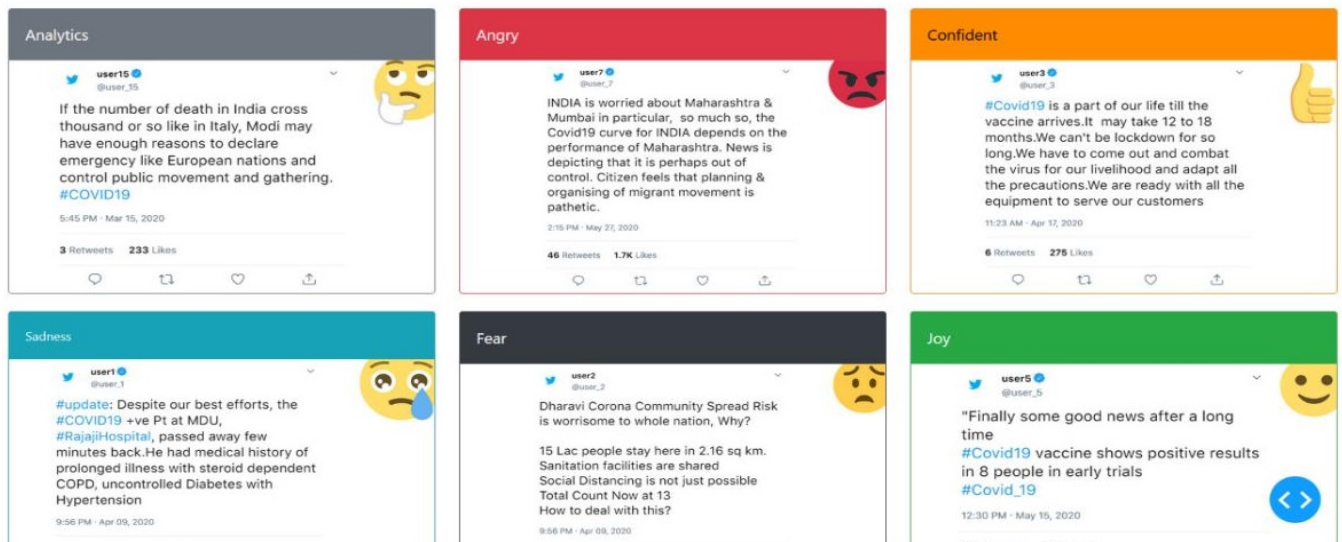 Analytics
user15
@user_15
If the number of death in India cross
thousand or so like in Italy, Modi may
have enough reasons to declare
emergency like European nations and
control public movement and gathering.
#COVID19
5:45 PM · Mar 15, 2020
3 Retweets 233 Likes
Angry
user7
@user_7
INDIA is worried about Maharashtra &
Mumbai in particular, so much so, the
Covid19 curve for INDIA depends on the
performance of Maharashtra. News is
depicting that it is perhaps out of
control. Citizen feels that planning &
organising of migrant movement is
pathetic.
2:15 PM · May 27, 2020
46 Retweets 1.7K Likes
Confident
user3
@user_3
#Covid19 is a part of our life till the
vaccine arrives.It may take 12 to 18
months.We can't be lockdown for so
long.We have to come out and combat
the virus for our livelihood and adapt all
the precautions.We are ready with all the
equipment to serve our customers
11:23 AM · Apr 17, 2020
6 Retweets 275 Likes
Sadness
user1
@user_1
#update: Despite our best efforts, the
#COVID19 +ve Pt at MDU,
#RajajiHospital, passed away few
minutes back.He had medical history of
prolonged illness with steroid dependent
COPD, uncontrolled Diabetes with
Hypertension
9:56 PM · Apr 09, 2020
Fear
user2
@user_2
Dharavi Corona Community Spread Risk
is worrisome to whole nation, Why?
15 Lac people stay here in 2.16 sq km.
Sanitation facilities are shared
Social Distancing is not just possible
Total Count Now at 13
How to deal with this?
9:56 PM · Apr 09, 2020
Joy
user5
@user_5
"Finally some good news after a long
time
#Covid19 vaccine shows positive results
in 8 people in early trials
#Covid_19
12:30 PM · May 15, 2020